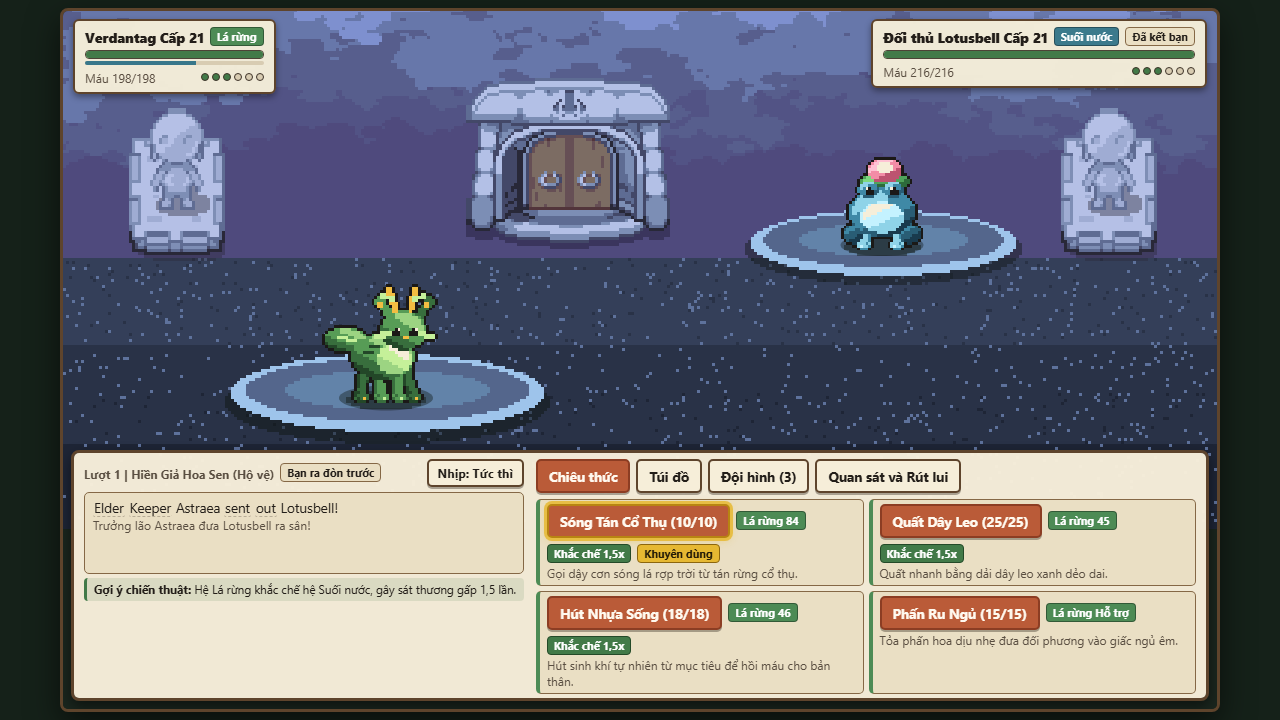 Verdantag Cấp 21 Lá rừng
Máu 198/198
Đối thủ Lotusbell Cấp 21 Suối nước Đã kết bạn
Máu 216/216
Lượt 1 | Hiền Giả Hoa Sen (Hộ vệ) Bạn ra đòn trước Nhịp: Tức thì
Elder Keeper Astraea sent out Lotusbell!
Trưởng lão Astraea đưa Lotusbell ra sân!
Gợi ý chiến thuật: Hệ Lá rừng khắc chế hệ Suối nước, gây sát thương gấp 1,5 lần.
Chiêu thức Túi đồ Đội hình (3) Quan sát và Rút lui
Sóng Tán Cổ Thụ (10/10) Lá rừng 84
Khắc chế 1,5x Khuyên dùng
Gọi dậy cơn sóng lá rợp trời từ tán rừng cổ thụ.
Quất Dây Leo (25/25) Lá rừng 45
Khắc chế 1,5x
Quất nhanh bằng dải dây leo xanh dẻo dai.
Hút Nhựa Sống (18/18) Lá rừng 46
Khắc chế 1,5x
Hút sinh khí tự nhiên từ mục tiêu để hồi máu cho bản
thân.
Phấn Ru Ngủ (15/15) Lá rừng Hỗ trợ
Tỏa phấn hoa dịu nhẹ đưa đối phương vào giấc ngủ êm.